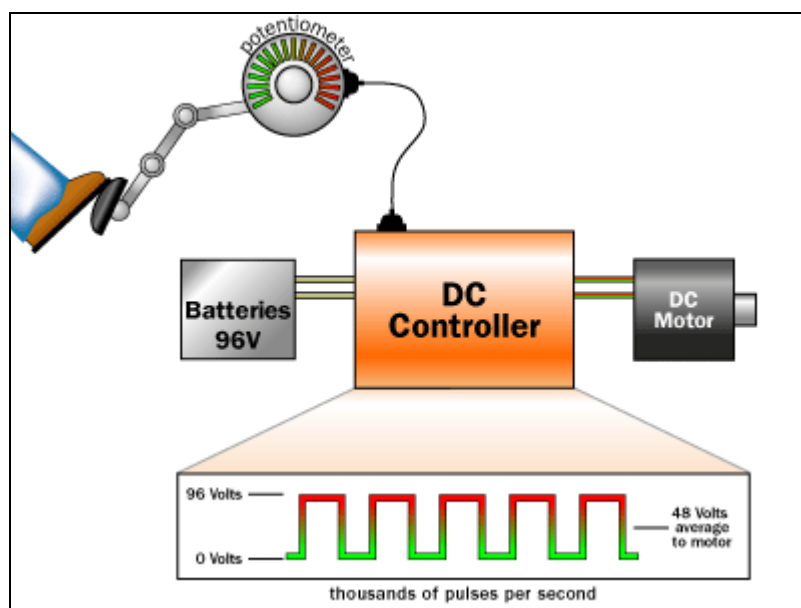 potentiometer
Batteries
96V
DC
Controller
DC
Motor
96 Volts
0 Volts
48 Volts
average
to motor
thousands of pulses per second